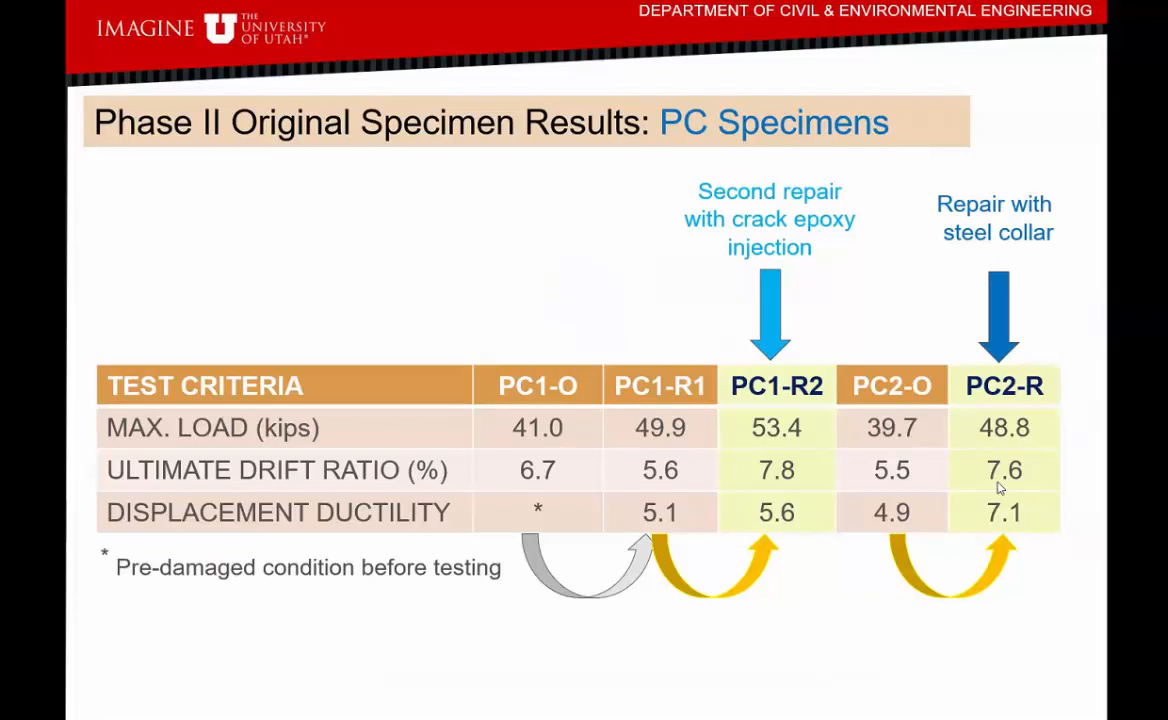 DEPARTMENT OF CIVIL & ENVIRONMENTAL ENGINEERING
IMAGINE U THE UNIVERSITY OF UTAH®
Phase II Original Specimen Results: PC Specimens
Second repair
with crack epoxy
injection
Repair with
steel collar
TEST CRITERIA PC1-O PC1-R1 PC1-R2 PC2-O PC2-R
MAX. LOAD (kips) 41.0 49.9 53.4 39.7 48.8
ULTIMATE DRIFT RATIO (%) 6.7 5.6 7.8 5.5 7.6
DISPLACEMENT DUCTILITY * 5.1 5.6 4.9 7.1
* Pre-damaged condition before testing